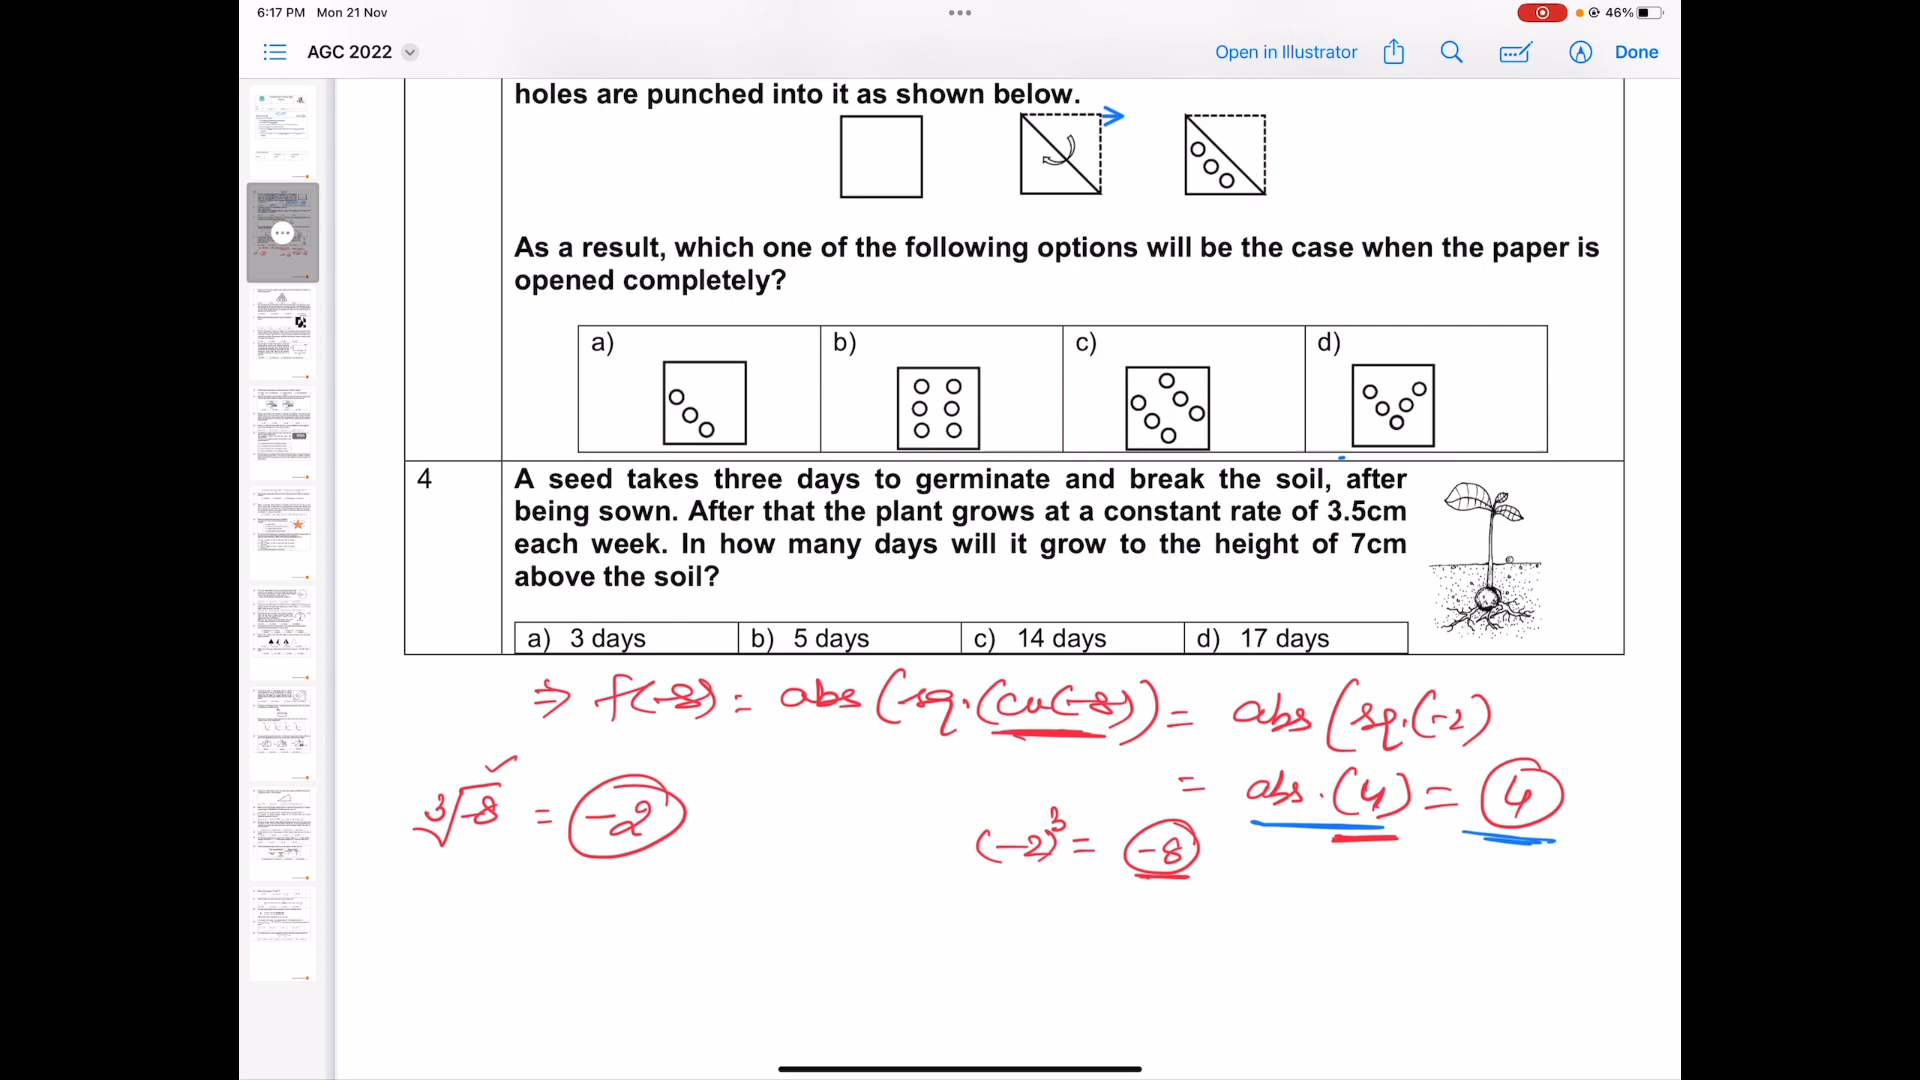 6:17 PM Mon 21 Nov
46%
AGC 2022
Open in Illustrator
Done
holes are punched into it as shown below.
As a result, which one of the following options will be the case when the paper is
opened completely?
a) b) c) d)
4
A seed takes three days to germinate and break the soil, after
being sown. After that the plant grows at a constant rate of 3.5cm
each week. In how many days will it grow to the height of 7cm
above the soil?
a) 3 days b) 5 days c) 14 days d) 17 days
⇒ f(-8) = abs (sq. (cu(-8)) = abs (sq. (-2)
= abs. (4) = 4
∛-8 = -2
(-2)³ = -8